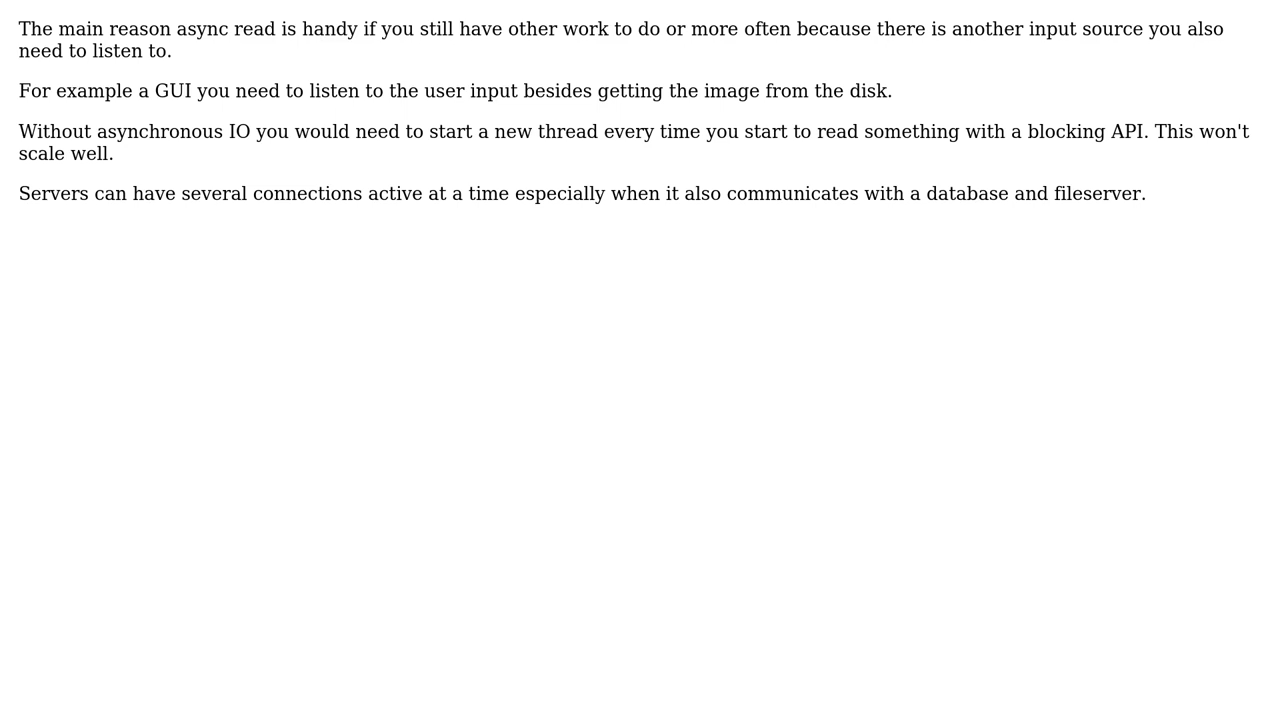 The main reason async read is handy if you still have other work to do or more often because there is another input source you also
need to listen to.
For example a GUI you need to listen to the user input besides getting the image from the disk.
Without asynchronous IO you would need to start a new thread every time you start to read something with a blocking API. This won't
scale well.
Servers can have several connections active at a time especially when it also communicates with a database and fileserver.